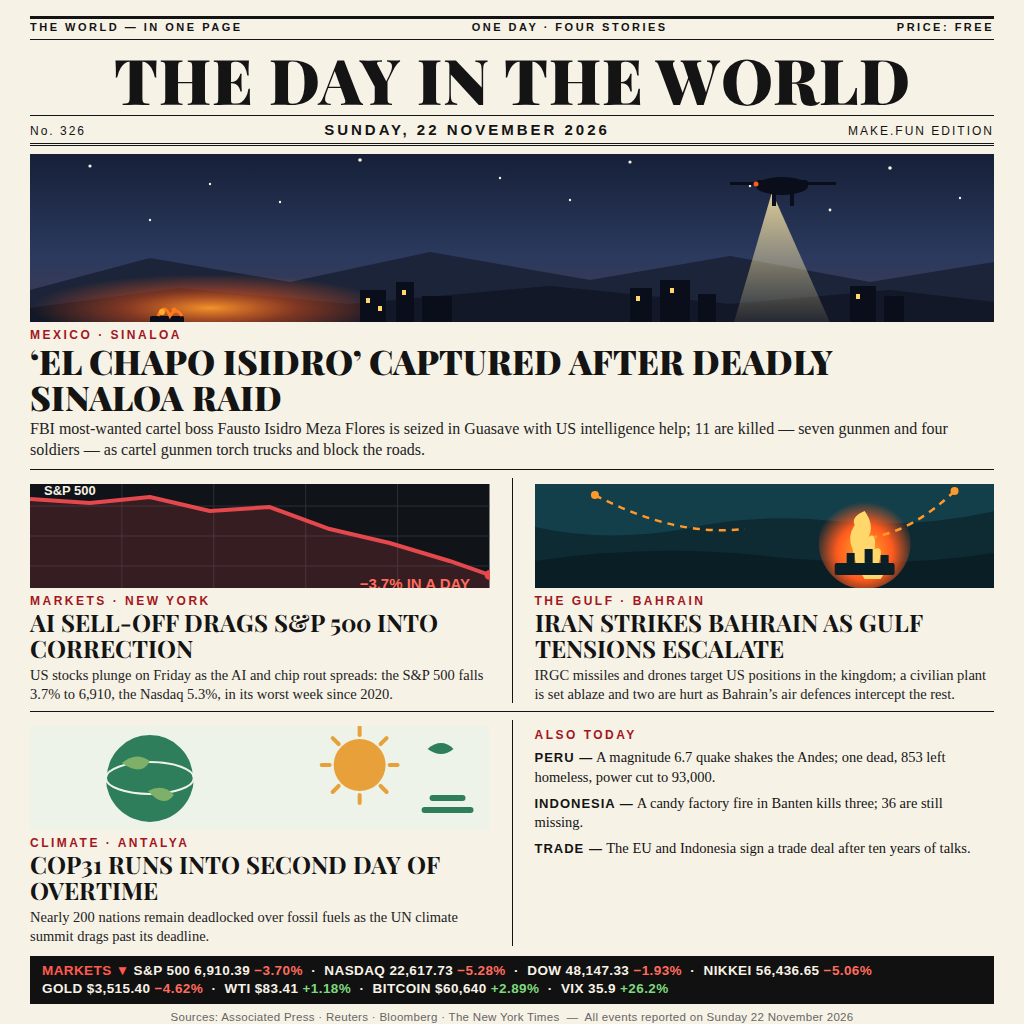 THE WORLD — IN ONE PAGE
ONE DAY · FOUR STORIES
PRICE: FREE
THE DAY IN THE WORLD
No. 326
SUNDAY, 22 NOVEMBER 2026
MAKE.FUN EDITION
MEXICO · SINALOA
‘EL CHAPO ISIDRO’ CAPTURED AFTER DEADLY
SINALOA RAID
FBI most-wanted cartel boss Fausto Isidro Meza Flores is seized in Guasave with US intelligence help; 11 are killed — seven gunmen and four
soldiers — as cartel gunmen torch trucks and block the roads.
S&P 500
−3.7% IN A DAY
MARKETS · NEW YORK
AI SELL-OFF DRAGS S&P 500 INTO
CORRECTION
US stocks plunge on Friday as the AI and chip rout spreads: the S&P 500 falls
3.7% to 6,910, the Nasdaq 5.3%, in its worst week since 2020.
THE GULF · BAHRAIN
IRAN STRIKES BAHRAIN AS GULF
TENSIONS ESCALATE
IRGC missiles and drones target US positions in the kingdom; a civilian plant
is set ablaze and two are hurt as Bahrain’s air defences intercept the rest.
CLIMATE · ANTALYA
COP31 RUNS INTO SECOND DAY OF
OVERTIME
Nearly 200 nations remain deadlocked over fossil fuels as the UN climate
summit drags past its deadline.
ALSO TODAY
PERU — A magnitude 6.7 quake shakes the Andes; one dead, 853 left
homeless, power cut to 93,000.
INDONESIA — A candy factory fire in Banten kills three; 36 are still
missing.
TRADE — The EU and Indonesia sign a trade deal after ten years of talks.
MARKETS ▼ S&P 500 6,910.39 −3.70% · NASDAQ 22,617.73 −5.28% · DOW 48,147.33 −1.93% · NIKKEI 56,436.65 −5.06%
GOLD $3,515.40 −4.62% · WTI $83.41 +1.18% · BITCOIN $60,640 +2.89% · VIX 35.9 +26.2%
Sources: Associated Press · Reuters · Bloomberg · The New York Times — All events reported on Sunday 22 November 2026